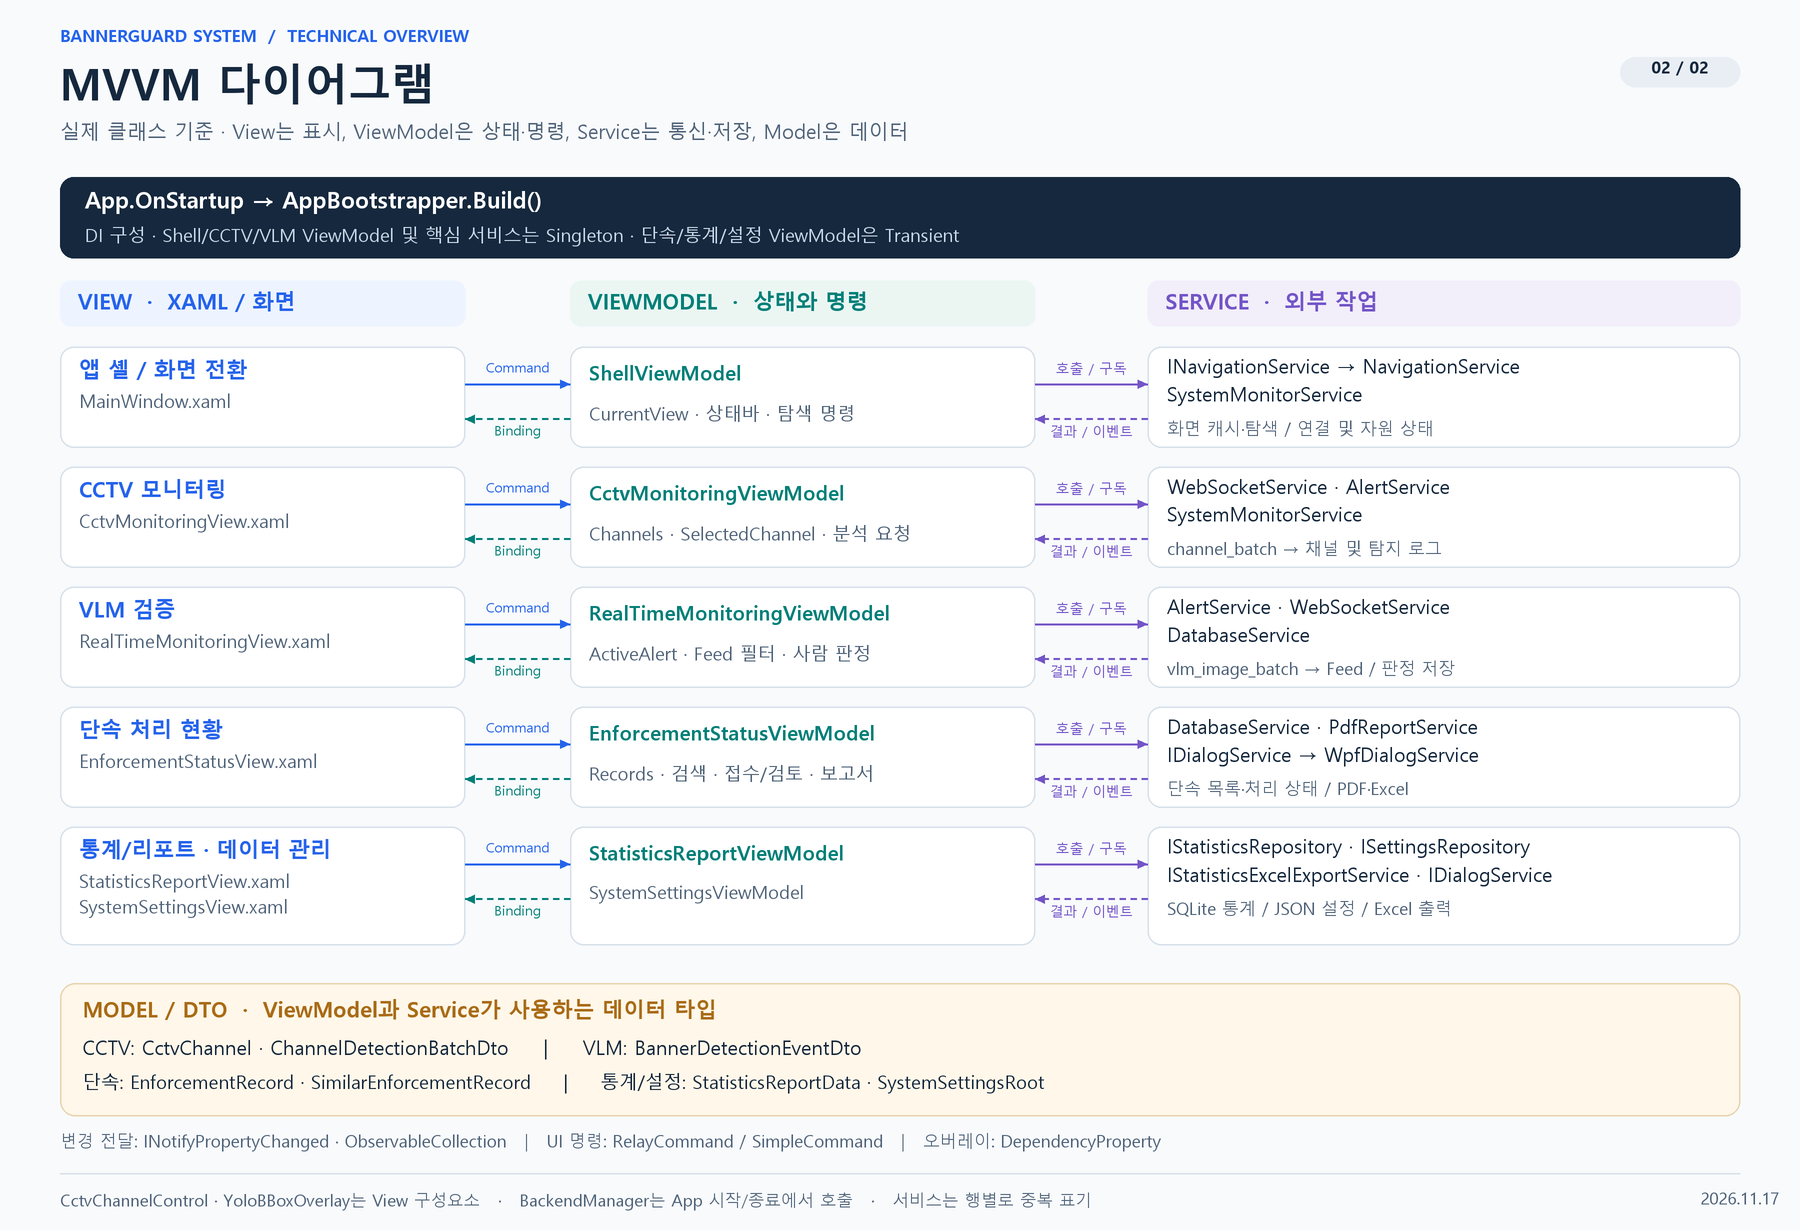 BANNERGUARD SYSTEM / TECHNICAL OVERVIEW
MVVM 다이어그램
02 / 02
실제 클래스 기준 · View는 표시, ViewModel은 상태·명령, Service는 통신·저장, Model은 데이터
App.OnStartup → AppBootstrapper.Build()
DI 구성 · Shell/CCTV/VLM ViewModel 및 핵심 서비스는 Singleton · 단속/통계/설정 ViewModel은 Transient
VIEW · XAML / 화면
VIEWMODEL · 상태와 명령
SERVICE · 외부 작업
앱 셸 / 화면 전환
MainWindow.xaml
Command
Binding
ShellViewModel
CurrentView · 상태바 · 탐색 명령
호출 / 구독
결과 / 이벤트
INavigationService → NavigationService
SystemMonitorService
화면 캐시·탐색 / 연결 및 자원 상태
CCTV 모니터링
CctvMonitoringView.xaml
Command
Binding
CctvMonitoringViewModel
Channels · SelectedChannel · 분석 요청
호출 / 구독
결과 / 이벤트
WebSocketService · AlertService
SystemMonitorService
channel_batch → 채널 및 탐지 로그
VLM 검증
RealTimeMonitoringView.xaml
Command
Binding
RealTimeMonitoringViewModel
ActiveAlert · Feed 필터 · 사람 판정
호출 / 구독
결과 / 이벤트
AlertService · WebSocketService
DatabaseService
vlm_image_batch → Feed / 판정 저장
단속 처리 현황
EnforcementStatusView.xaml
Command
Binding
EnforcementStatusViewModel
Records · 검색 · 접수/검토 · 보고서
호출 / 구독
결과 / 이벤트
DatabaseService · PdfReportService
IDialogService → WpfDialogService
단속 목록·처리 상태 / PDF·Excel
통계/리포트 · 데이터 관리
StatisticsReportView.xaml
SystemSettingsView.xaml
Command
Binding
StatisticsReportViewModel
SystemSettingsViewModel
호출 / 구독
결과 / 이벤트
IStatisticsRepository · ISettingsRepository
IStatisticsExcelExportService · IDialogService
SQLite 통계 / JSON 설정 / Excel 출력
MODEL / DTO · ViewModel과 Service가 사용하는 데이터 타입
CCTV: CctvChannel · ChannelDetectionBatchDto | VLM: BannerDetectionEventDto
단속: EnforcementRecord · SimilarEnforcementRecord | 통계/설정: StatisticsReportData · SystemSettingsRoot
변경 전달: INotifyPropertyChanged · ObservableCollection | UI 명령: RelayCommand / SimpleCommand | 오버레이: DependencyProperty
CctvChannelControl · YoloBBoxOverlay는 View 구성요소 · BackendManager는 App 시작/종료에서 호출 · 서비스는 행별로 중복 표기
2026.11.17